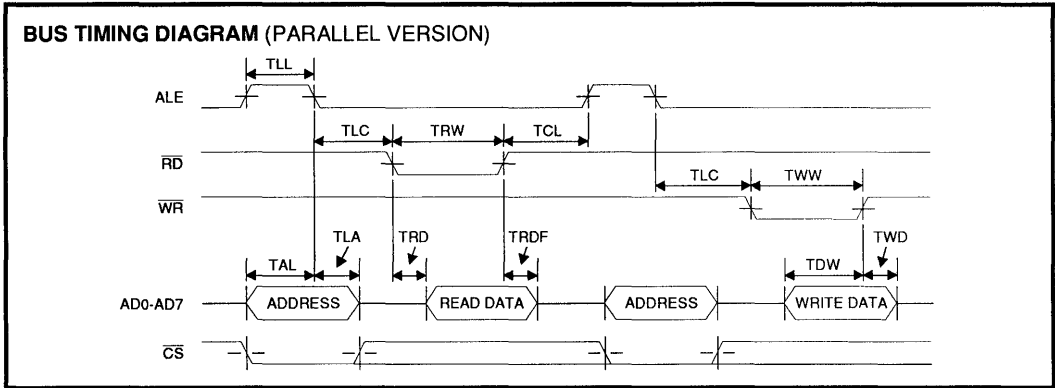 BUS TIMING DIAGRAM (PARALLEL VERSION)
TLL
ALE
TLC TRW TCL
RD
TLC TWW
WR
TLA TRD TRDF TWD
TAL TDW
AD0-AD7 ADDRESS READ DATA ADDRESS WRITE DATA
CS